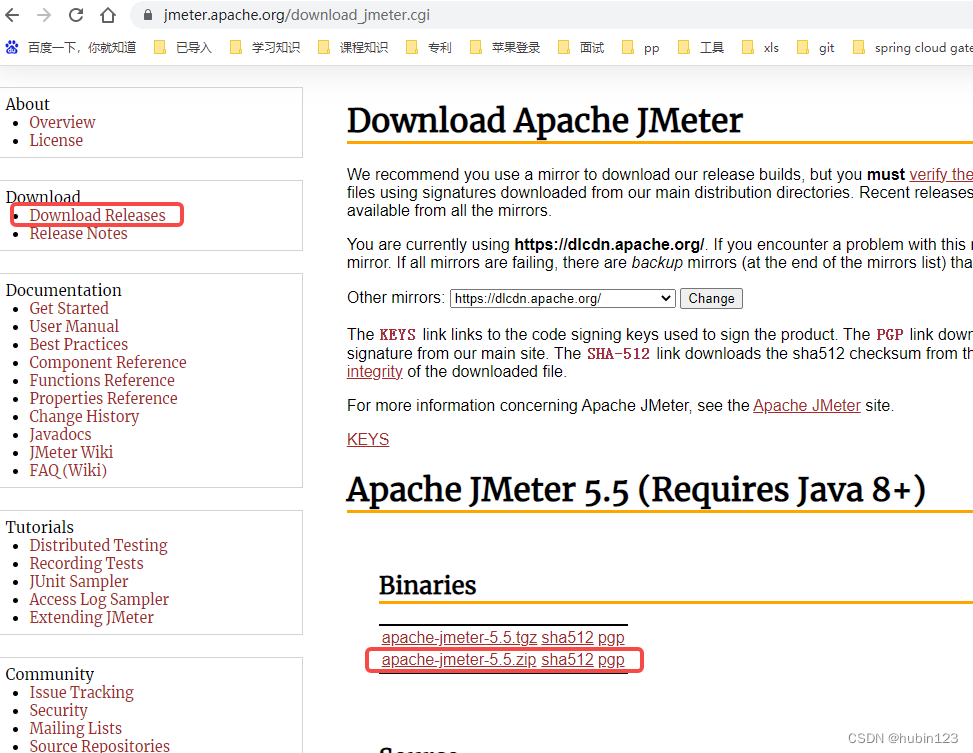 jmeter.apache.org/download_jmeter.cgi
百度一下，你就知道 已导入 学习知识 课程知识 专利 苹果登录 面试 pp 工具 xls git spring cloud gate
About
Overview
License
Download
Download Releases
Release Notes
Documentation
Get Started
User Manual
Best Practices
Component Reference
Functions Reference
Properties Reference
Change History
Javadocs
JMeter Wiki
FAQ (Wiki)
Tutorials
Distributed Testing
Recording Tests
JUnit Sampler
Access Log Sampler
Extending JMeter
Community
Issue Tracking
Security
Mailing Lists
Source Repositories
Download Apache JMeter
We recommend you use a mirror to download our release builds, but you must verify the
files using signatures downloaded from our main distribution directories. Recent releases
available from all the mirrors.
You are currently using https://dlcdn.apache.org/. If you encounter a problem with this
mirror. If all mirrors are failing, there are backup mirrors (at the end of the mirrors list) tha
Other mirrors: https://dlcdn.apache.org/ Change
The KEYS link links to the code signing keys used to sign the product. The PGP link down
signature from our main site. The SHA-512 link downloads the sha512 checksum from th
integrity of the downloaded file.
For more information concerning Apache JMeter, see the Apache JMeter site.
KEYS
Apache JMeter 5.5 (Requires Java 8+)
Binaries
apache-jmeter-5.5.tgz sha512 pgp
apache-jmeter-5.5.zip sha512 pgp
CSDN @hubin123